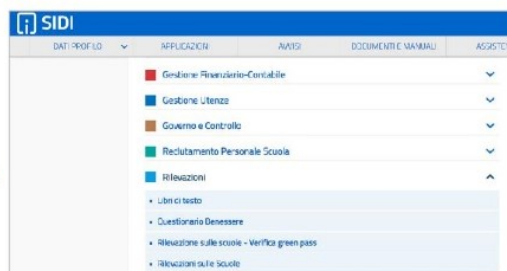 SIDI
DATI PROFILO
APPLICAZIONI
AVVISI
DOCUMENTI E MANUALI
ASSISTE
Gestione Finanziario-Contabile
Gestione Utenze
Governo e Controllo
Reclutamento Personale Scuola
Rilevazioni
Libri di testo
Questionario Benessere
Rilevazione sulle scuole - Verifica green pass
Rilevazioni sulle Scuole